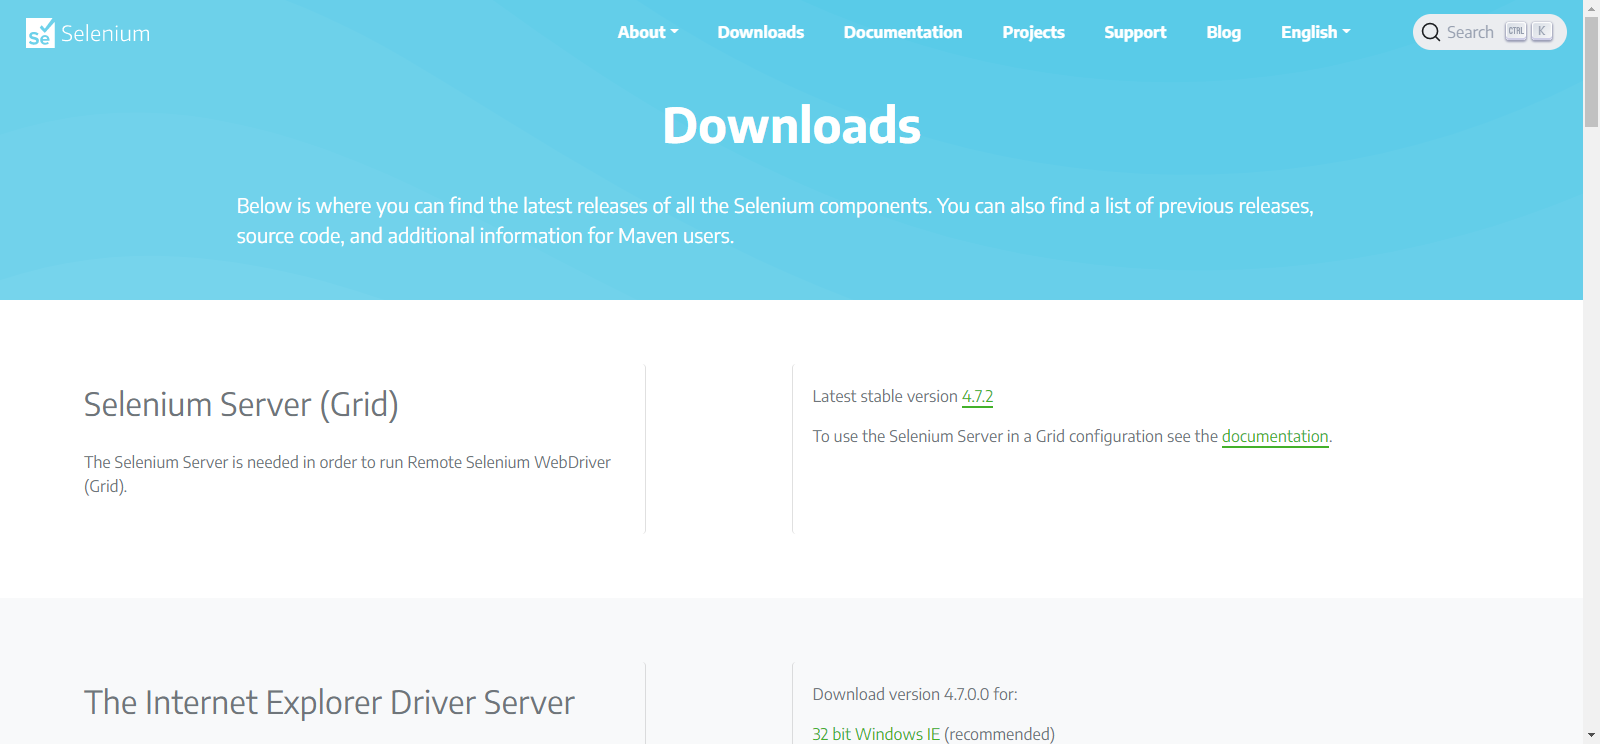 Se Selenium
About Downloads Documentation Projects Support Blog English Search CTRL K
Downloads
Below is where you can find the latest releases of all the Selenium components. You can also find a list of previous releases,
source code, and additional information for Maven users.
Selenium Server (Grid)
The Selenium Server is needed in order to run Remote Selenium WebDriver
(Grid).
Latest stable version 4.7.2
To use the Selenium Server in a Grid configuration see the documentation.
The Internet Explorer Driver Server
Download version 4.7.0.0 for:
32 bit Windows IE (recommended)